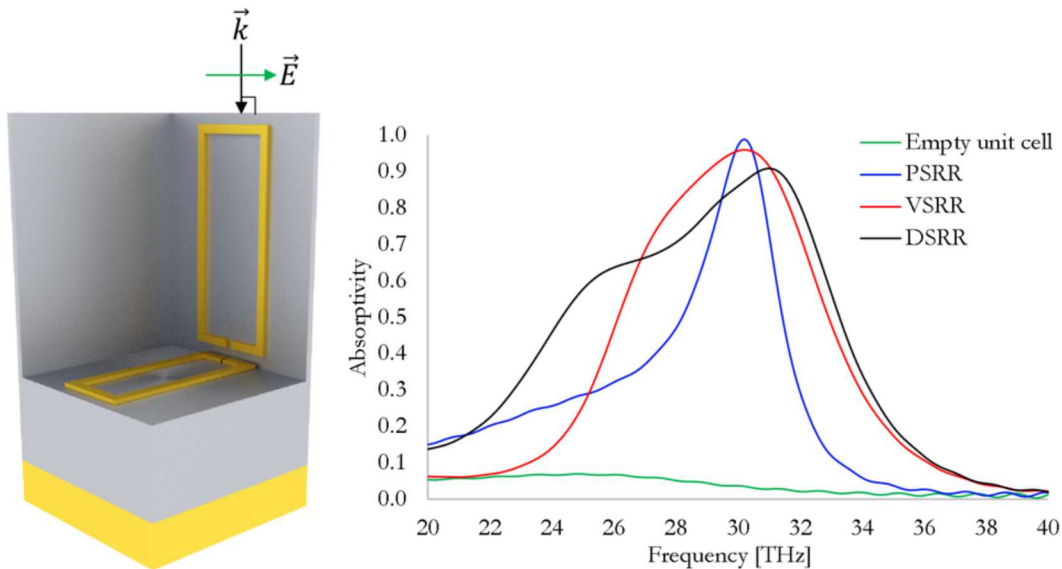 k⃗
E⃗
1.0
0.9
0.8
0.7
0.6
0.5
0.4
0.3
0.2
0.1
0.0
Absorptivity
Empty unit cell
PSRR
VSRR
DSRR
20 22 24 26 28 30 32 34 36 38 40
Frequency [THz]